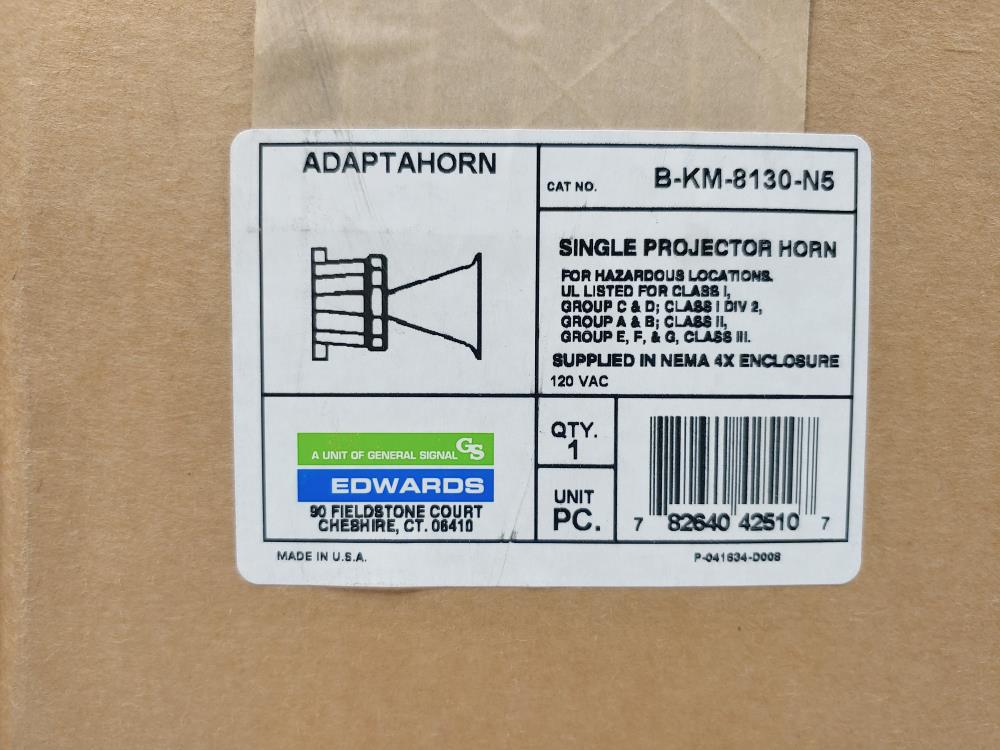 ADAPTAHORN
CAT NO. B-KM-8130-N5
SINGLE PROJECTOR HORN
FOR HAZARDOUS LOCATIONS.
UL LISTED FOR CLASS I,
GROUP C & D; CLASS I DIV 2,
GROUP A & B; CLASS II,
GROUP E, F, & G, CLASS III.
SUPPLIED IN NEMA 4X ENCLOSURE
120 VAC
A UNIT OF GENERAL SIGNAL GS
EDWARDS
90 FIELDSTONE COURT
CHESHIRE, CT. 06410
QTY.
1
UNIT
PC.
7 82640 42510 7
MADE IN U.S.A.
P-041634-D008